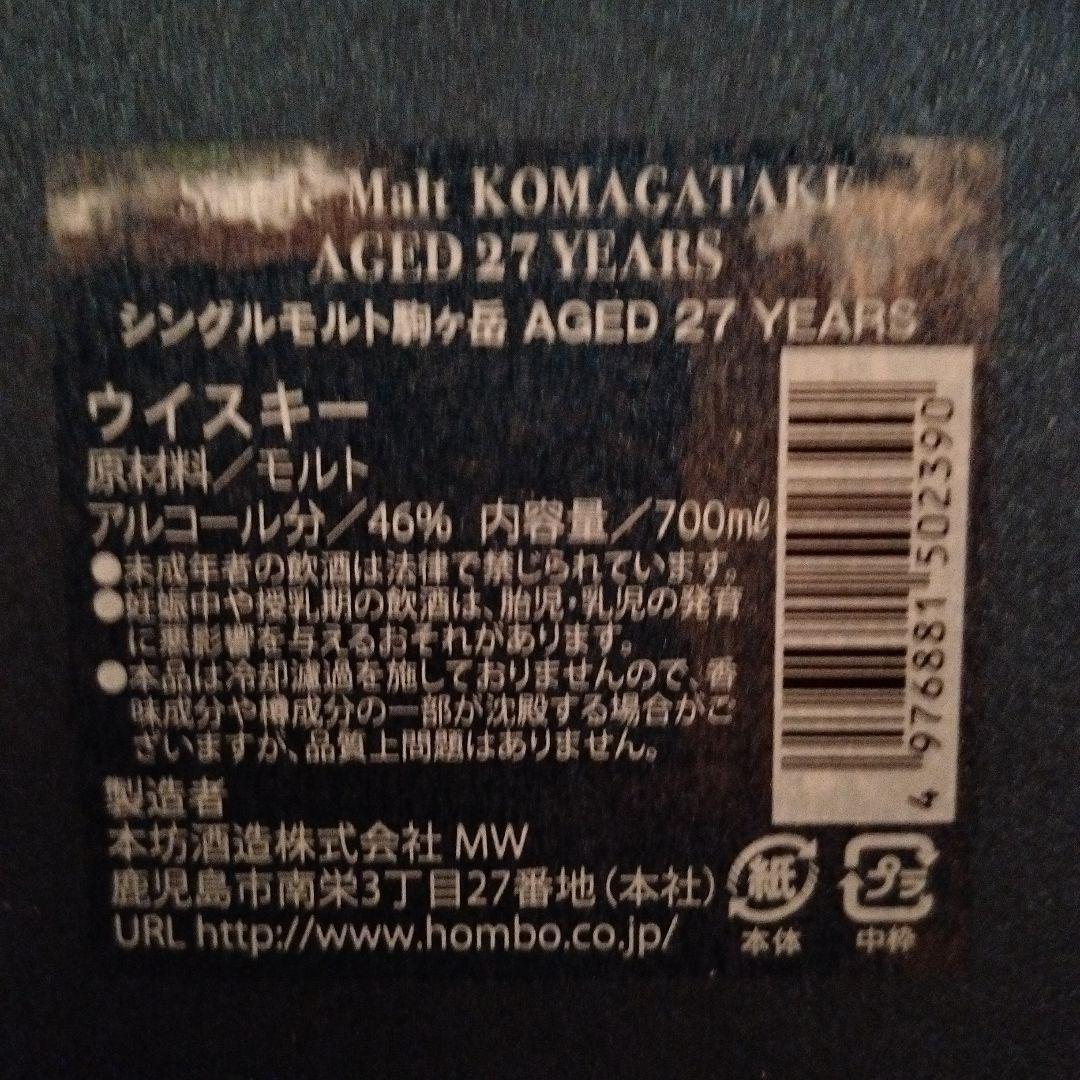 Single Malt KOMAGATAKE
AGED 27 YEARS
シングルモルト駒ヶ岳 AGED 27 YEARS
ウイスキー
原材料／モルト
アルコール分／46% 内容量／700ml
●未成年者の飲酒は法律で禁じられています。
●妊娠中や授乳期の飲酒は、胎児・乳児の発育
に悪影響を与えるおそれがあります。
●本品は冷却濾過を施しておりませんので、香
味成分や樽成分の一部が沈殿する場合がご
ざいますが、品質上問題はありません。
製造者
本坊酒造株式会社 MW
鹿児島市南栄3丁目27番地（本社）
URL http://www.hombo.co.jp/
4 976881 502390
紙
本体
プラ
中枠